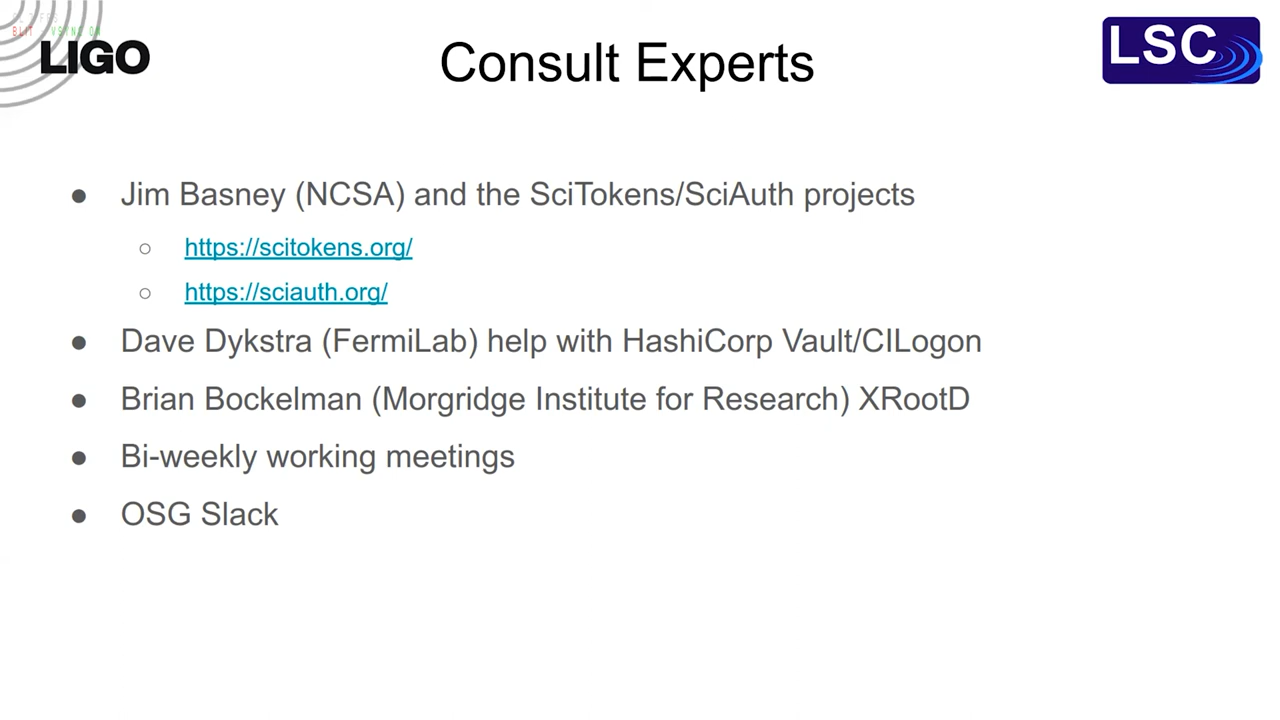 LIGO
Consult Experts
LSC
● Jim Basney (NCSA) and the SciTokens/SciAuth projects
○ https://scitokens.org/
○ https://sciauth.org/
● Dave Dykstra (FermiLab) help with HashiCorp Vault/CILogon
● Brian Bockelman (Morgridge Institute for Research) XRootD
● Bi-weekly working meetings
● OSG Slack